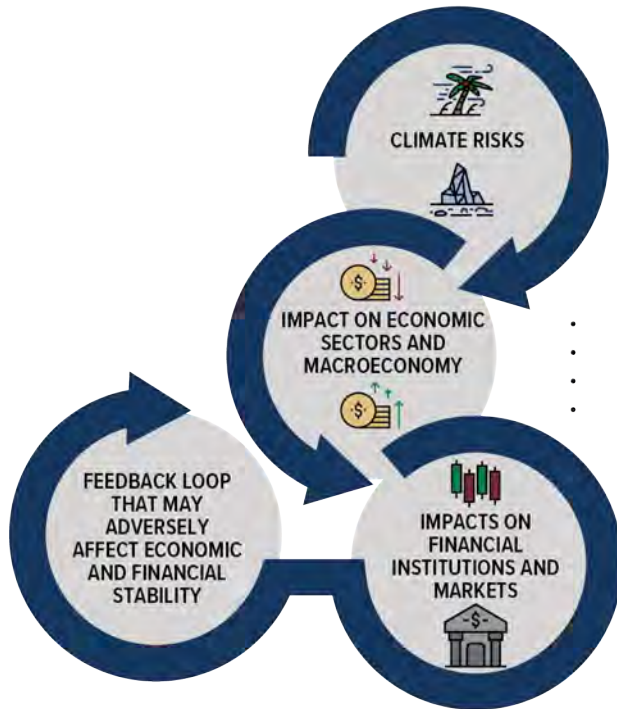 CLIMATE RISKS
$
IMPACT ON ECONOMIC
SECTORS AND
MACROECONOMY
$
FEEDBACK LOOP
THAT MAY
ADVERSELY
AFFECT ECONOMIC
AND FINANCIAL
STABILITY
IMPACTS ON
FINANCIAL
INSTITUTIONS AND
MARKETS
-$-